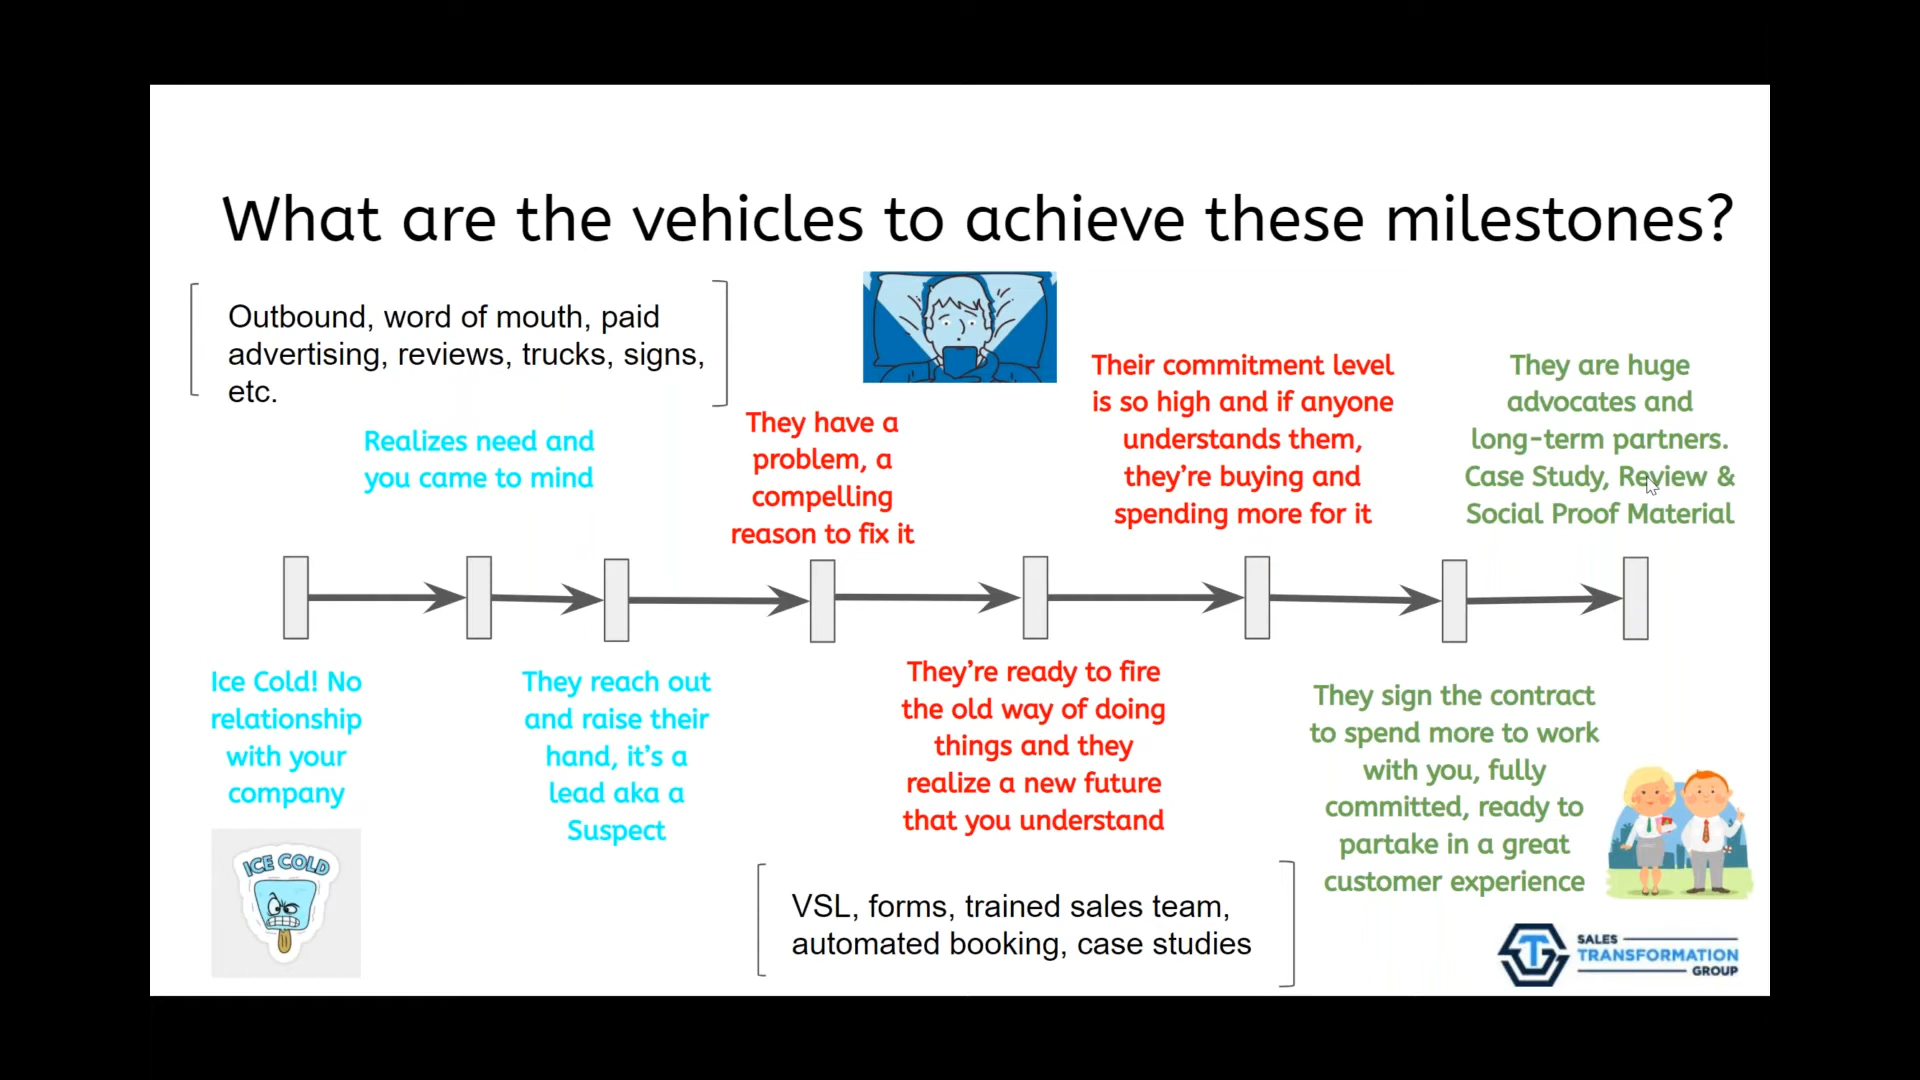 What are the vehicles to achieve these milestones?
Outbound, word of mouth, paid
advertising, reviews, trucks, signs,
etc.
Realizes need and
you came to mind
They have a
problem, a
compelling
reason to fix it
Their commitment level
is so high and if anyone
understands them,
they're buying and
spending more for it
They are huge
advocates and
long-term partners.
Case Study, Review &
Social Proof Material
Ice Cold! No
relationship
with your
company
ICE COLD
They reach out
and raise their
hand, it's a
lead aka a
Suspect
They're ready to fire
the old way of doing
things and they
realize a new future
that you understand
They sign the contract
to spend more to work
with you, fully
committed, ready to
partake in a great
customer experience
VSL, forms, trained sales team,
automated booking, case studies
SALES
TRANSFORMATION
GROUP